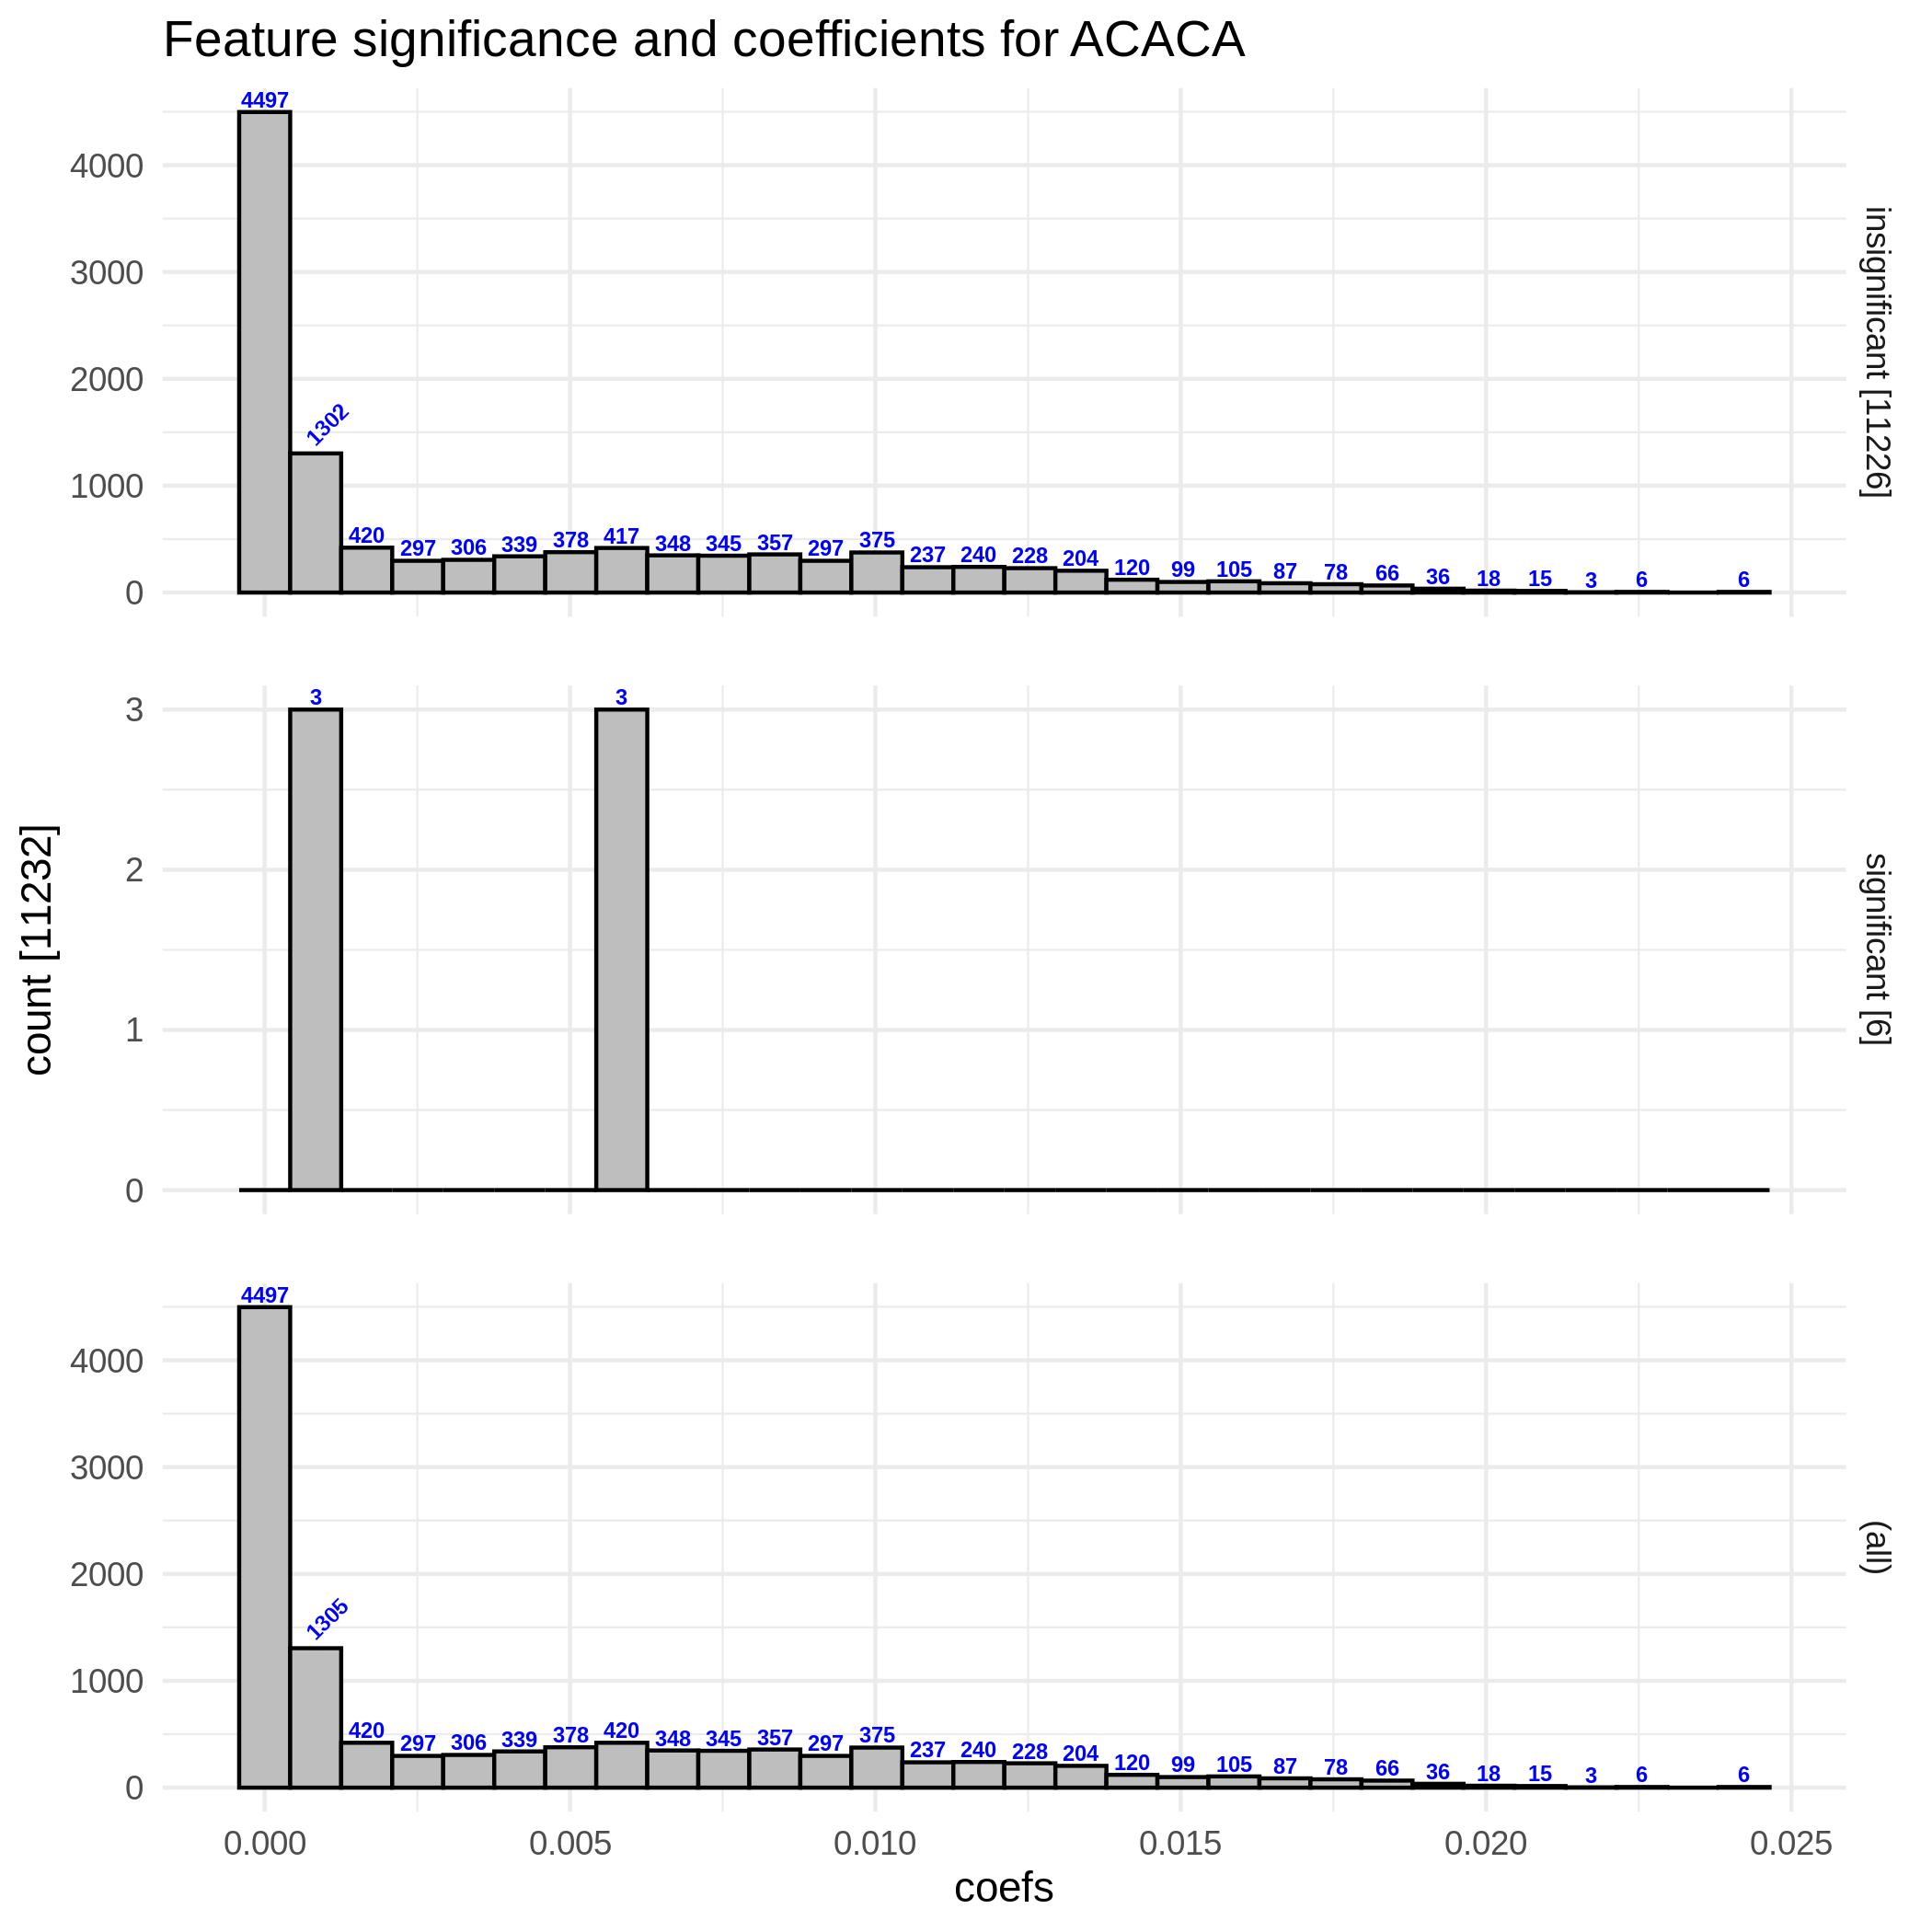 Feature significance and coefficients for ACACA
4497
1302
420 297 306 339 378 417 348 345 357 297 375 237 240 228 204 120 99 105 87 78 66 36 18 15 3 6 6
4000
3000
2000
1000
0
insignificant [11226]
3 3
3
2
1
0
significant [6]
count [11232]
4497
1305
420 297 306 339 378 420 348 345 357 297 375 237 240 228 204 120 99 105 87 78 66 36 18 15 3 6 6
4000
3000
2000
1000
0
(all)
0.000 0.005 0.010 0.015 0.020 0.025
coefs